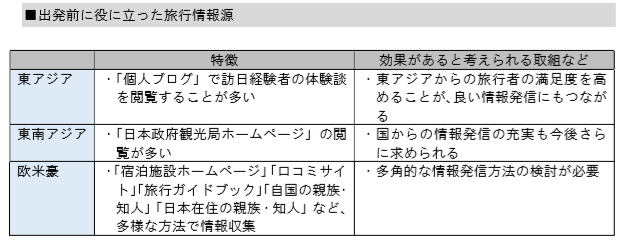 ■出発前に役に立った旅行情報源
特徴
効果があると考えられる取組など
東アジア
・「個人ブログ」で訪日経験者の体験談
を閲覧することが多い
・東アジアからの旅行者の満足度を高
めることが、良い情報発信にもつなが
る
東南アジア
・「日本政府観光局ホームページ」の閲
覧が多い
・国からの情報発信の充実も今後さら
に求められる
欧米豪
・「宿泊施設ホームページ」「口コミサイ
ト」「旅行ガイドブック」「自国の親族・
知人」「日本在住の親族・知人」など、
多様な方法で情報収集
・多角的な情報発信方法の検討が必要